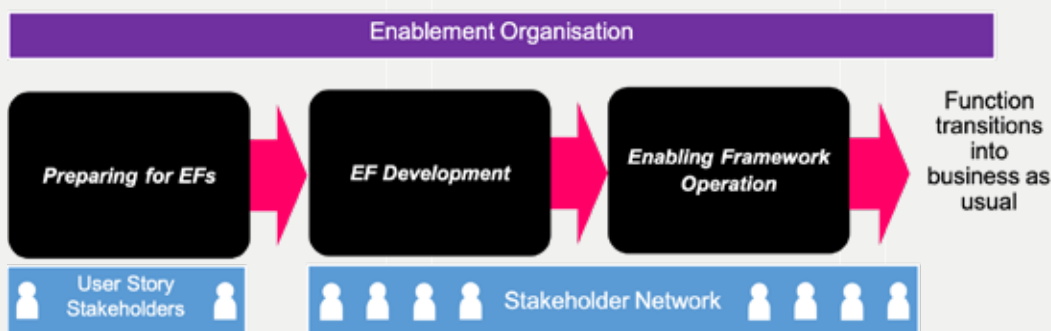 Enablement Organisation
Preparing for EFs
EF Development
Enabling Framework
Operation
Function
transitions
into
business as
usual
User Story
Stakeholders
Stakeholder Network